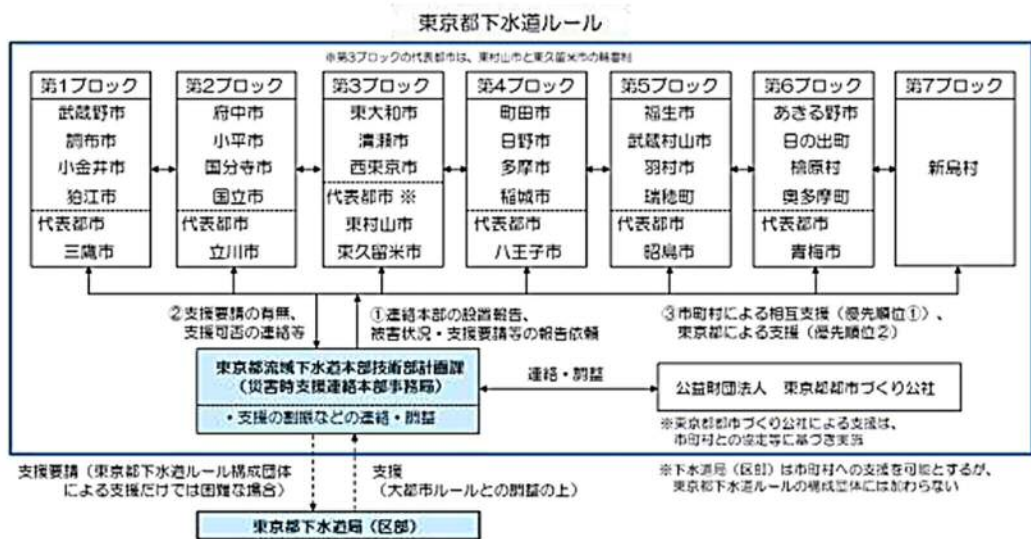 東京都下水道ルール
※第3ブロックの代表都市は、東村山市と東久留米市の輪番制
第1ブロック
武蔵野市
調布市
小金井市
狛江市
代表都市
三鷹市
第2ブロック
府中市
小平市
国分寺市
国立市
代表都市
立川市
第3ブロック
東大和市
清瀬市
西東京市
代表都市 ※
東村山市
東久留米市
第4ブロック
町田市
日野市
多摩市
稲城市
代表都市
八王子市
第5ブロック
福生市
武蔵村山市
羽村市
瑞穂町
代表都市
昭島市
第6ブロック
あきる野市
日の出町
檜原村
奥多摩町
代表都市
青梅市
第7ブロック
新島村
②支援要請の有無、
支援可否の連絡等
①連絡本部の設置報告、
被害状況・支援要請等の報告依頼
③市町村による相互支援（優先順位①）、
東京都による支援（優先順位②）
東京都流域下水道本部技術部計画課
（災害時支援連絡本部事務局）
・支援の割振などの連絡・調整
連絡・調整
公益財団法人 東京都都市づくり公社
※東京都都市づくり公社による支援は、
市町村との協定等に基づき実施
支援要請（東京都下水道ルール構成団体
による支援だけでは困難な場合）
支援
（大都市ルールとの調整の上）
※下水道局（区部）は市町村への支援を可能とするが、
東京都下水道ルールの構成団体には加わらない
東京都下水道局（区部）